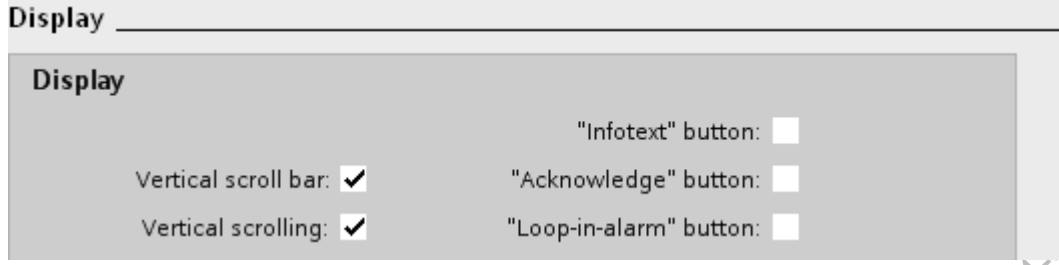 Display
Display
"Infotext" button:
Vertical scroll bar: "Acknowledge" button:
Vertical scrolling: "Loop-in-alarm" button: